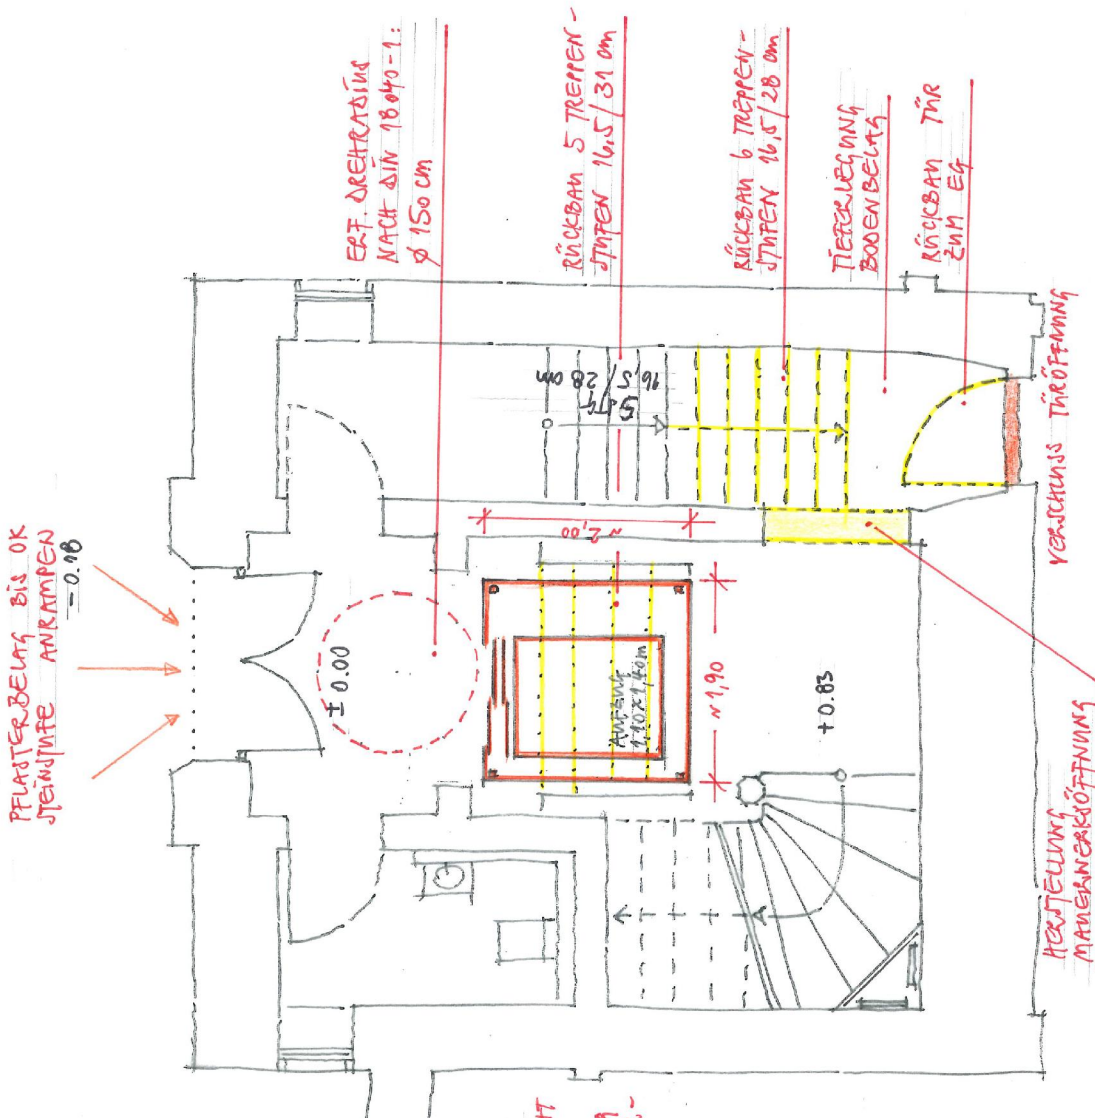 PFLASTERBELAG BIS OK
STEINSTUFE ANRAMPEN
- 0.18
ERF. DREHRADIUS
NACH DIN 18040-1:
Ø 150 cm
RÜCKBAU 5 TREPPEN-
STUFEN 16,5/31 cm
RÜCKBAU 6 TREPPEN-
STUFEN 16,5/28 cm
TIEFERLEGUNG
BODENBELAG
RÜCKBAU TÜR
ZUM EG
± 0.00
5 STG
16,5/
28 cm
~ 2,00
AUFZUG
1.10 x 1,40m
~ 1,90
+ 0.83
VERSCHLUSS TÜRÖFFNUNG
HERSTELLUNG
MAUERWERKSÖFFNUNG